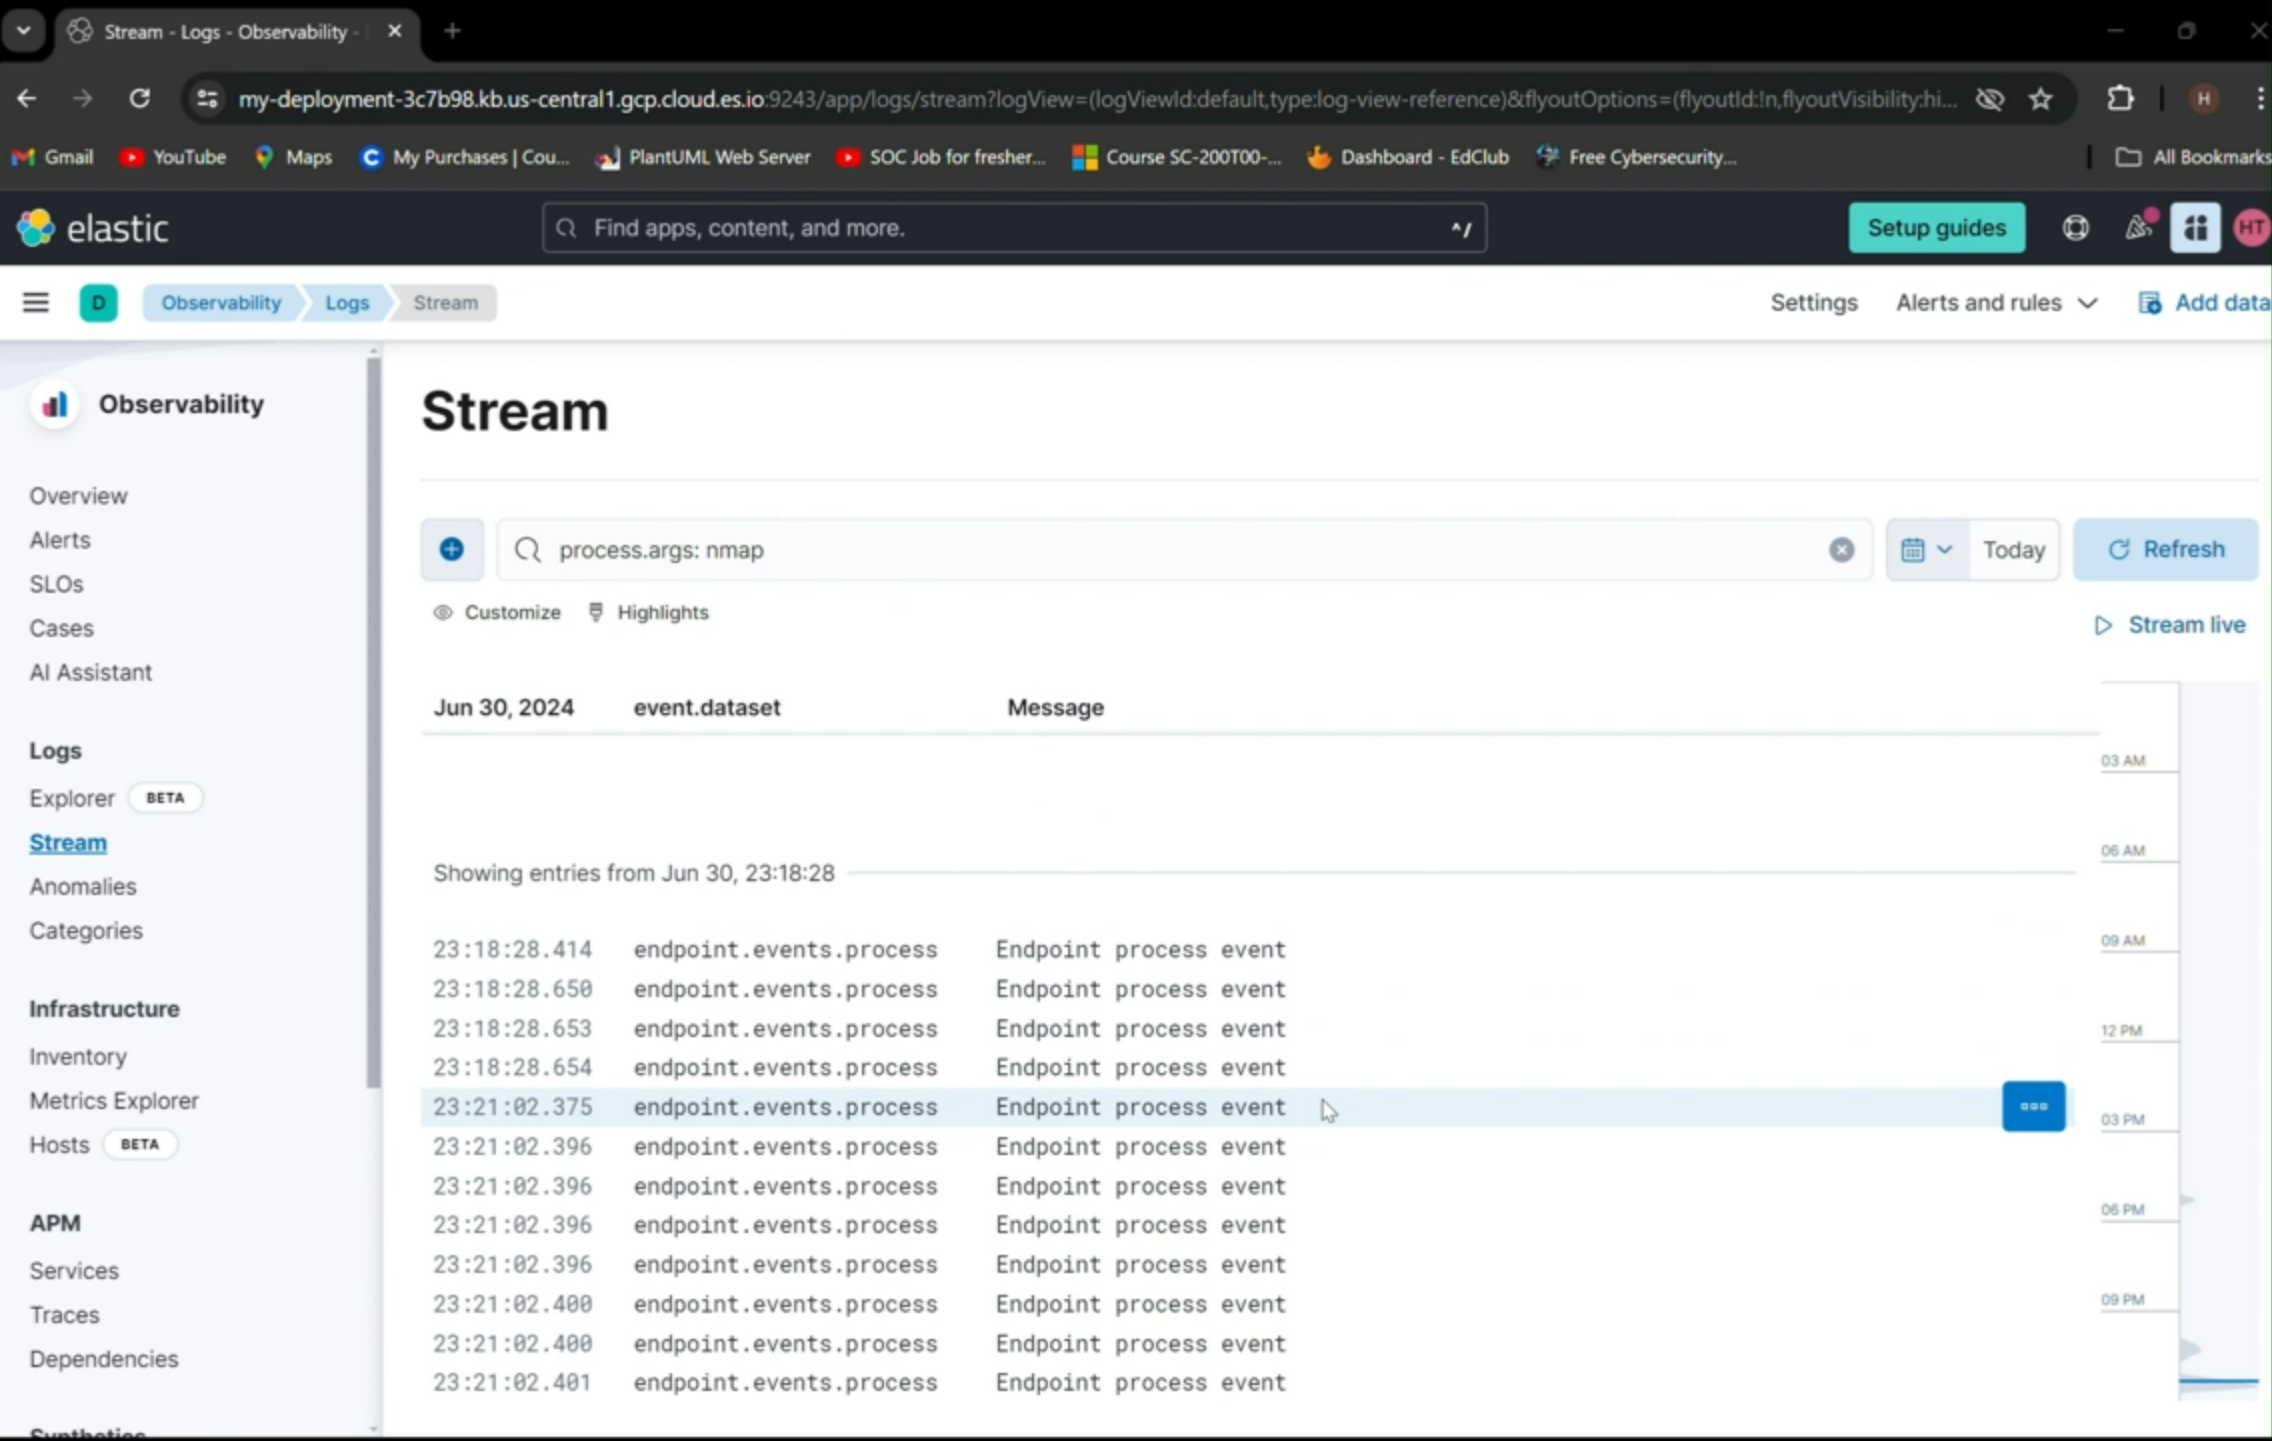 Stream - Logs - Observability -
my-deployment-3c7b98.kb.us-central1.gcp.cloud.es.io:9243/app/logs/stream?logView=(logViewId:default,type:log-view-reference)&flyoutOptions=(flyoutId:!n,flyoutVisibility:hi...
H
Gmail
YouTube
Maps
My Purchases | Cou...
PlantUML Web Server
SOC Job for fresher...
Course SC-200T00-...
Dashboard - EdClub
Free Cybersecurity...
All Bookmarks
elastic
Find apps, content, and more.
^/
Setup guides
HT
D
Observability
Logs
Stream
Settings
Alerts and rules
Add data
Observability
Overview
Alerts
SLOs
Cases
AI Assistant
Logs
Explorer BETA
Stream
Anomalies
Categories
Infrastructure
Inventory
Metrics Explorer
Hosts BETA
APM
Services
Traces
Dependencies
Synthetics
Stream
process.args: nmap
Today
Refresh
Customize
Highlights
Stream live
Jun 30, 2024 event.dataset Message
Showing entries from Jun 30, 23:18:28
23:18:28.414 endpoint.events.process Endpoint process event
23:18:28.650 endpoint.events.process Endpoint process event
23:18:28.653 endpoint.events.process Endpoint process event
23:18:28.654 endpoint.events.process Endpoint process event
23:21:02.375 endpoint.events.process Endpoint process event
23:21:02.396 endpoint.events.process Endpoint process event
23:21:02.396 endpoint.events.process Endpoint process event
23:21:02.396 endpoint.events.process Endpoint process event
23:21:02.396 endpoint.events.process Endpoint process event
23:21:02.400 endpoint.events.process Endpoint process event
23:21:02.400 endpoint.events.process Endpoint process event
23:21:02.401 endpoint.events.process Endpoint process event
03 AM
06 AM
09 AM
12 PM
03 PM
06 PM
09 PM